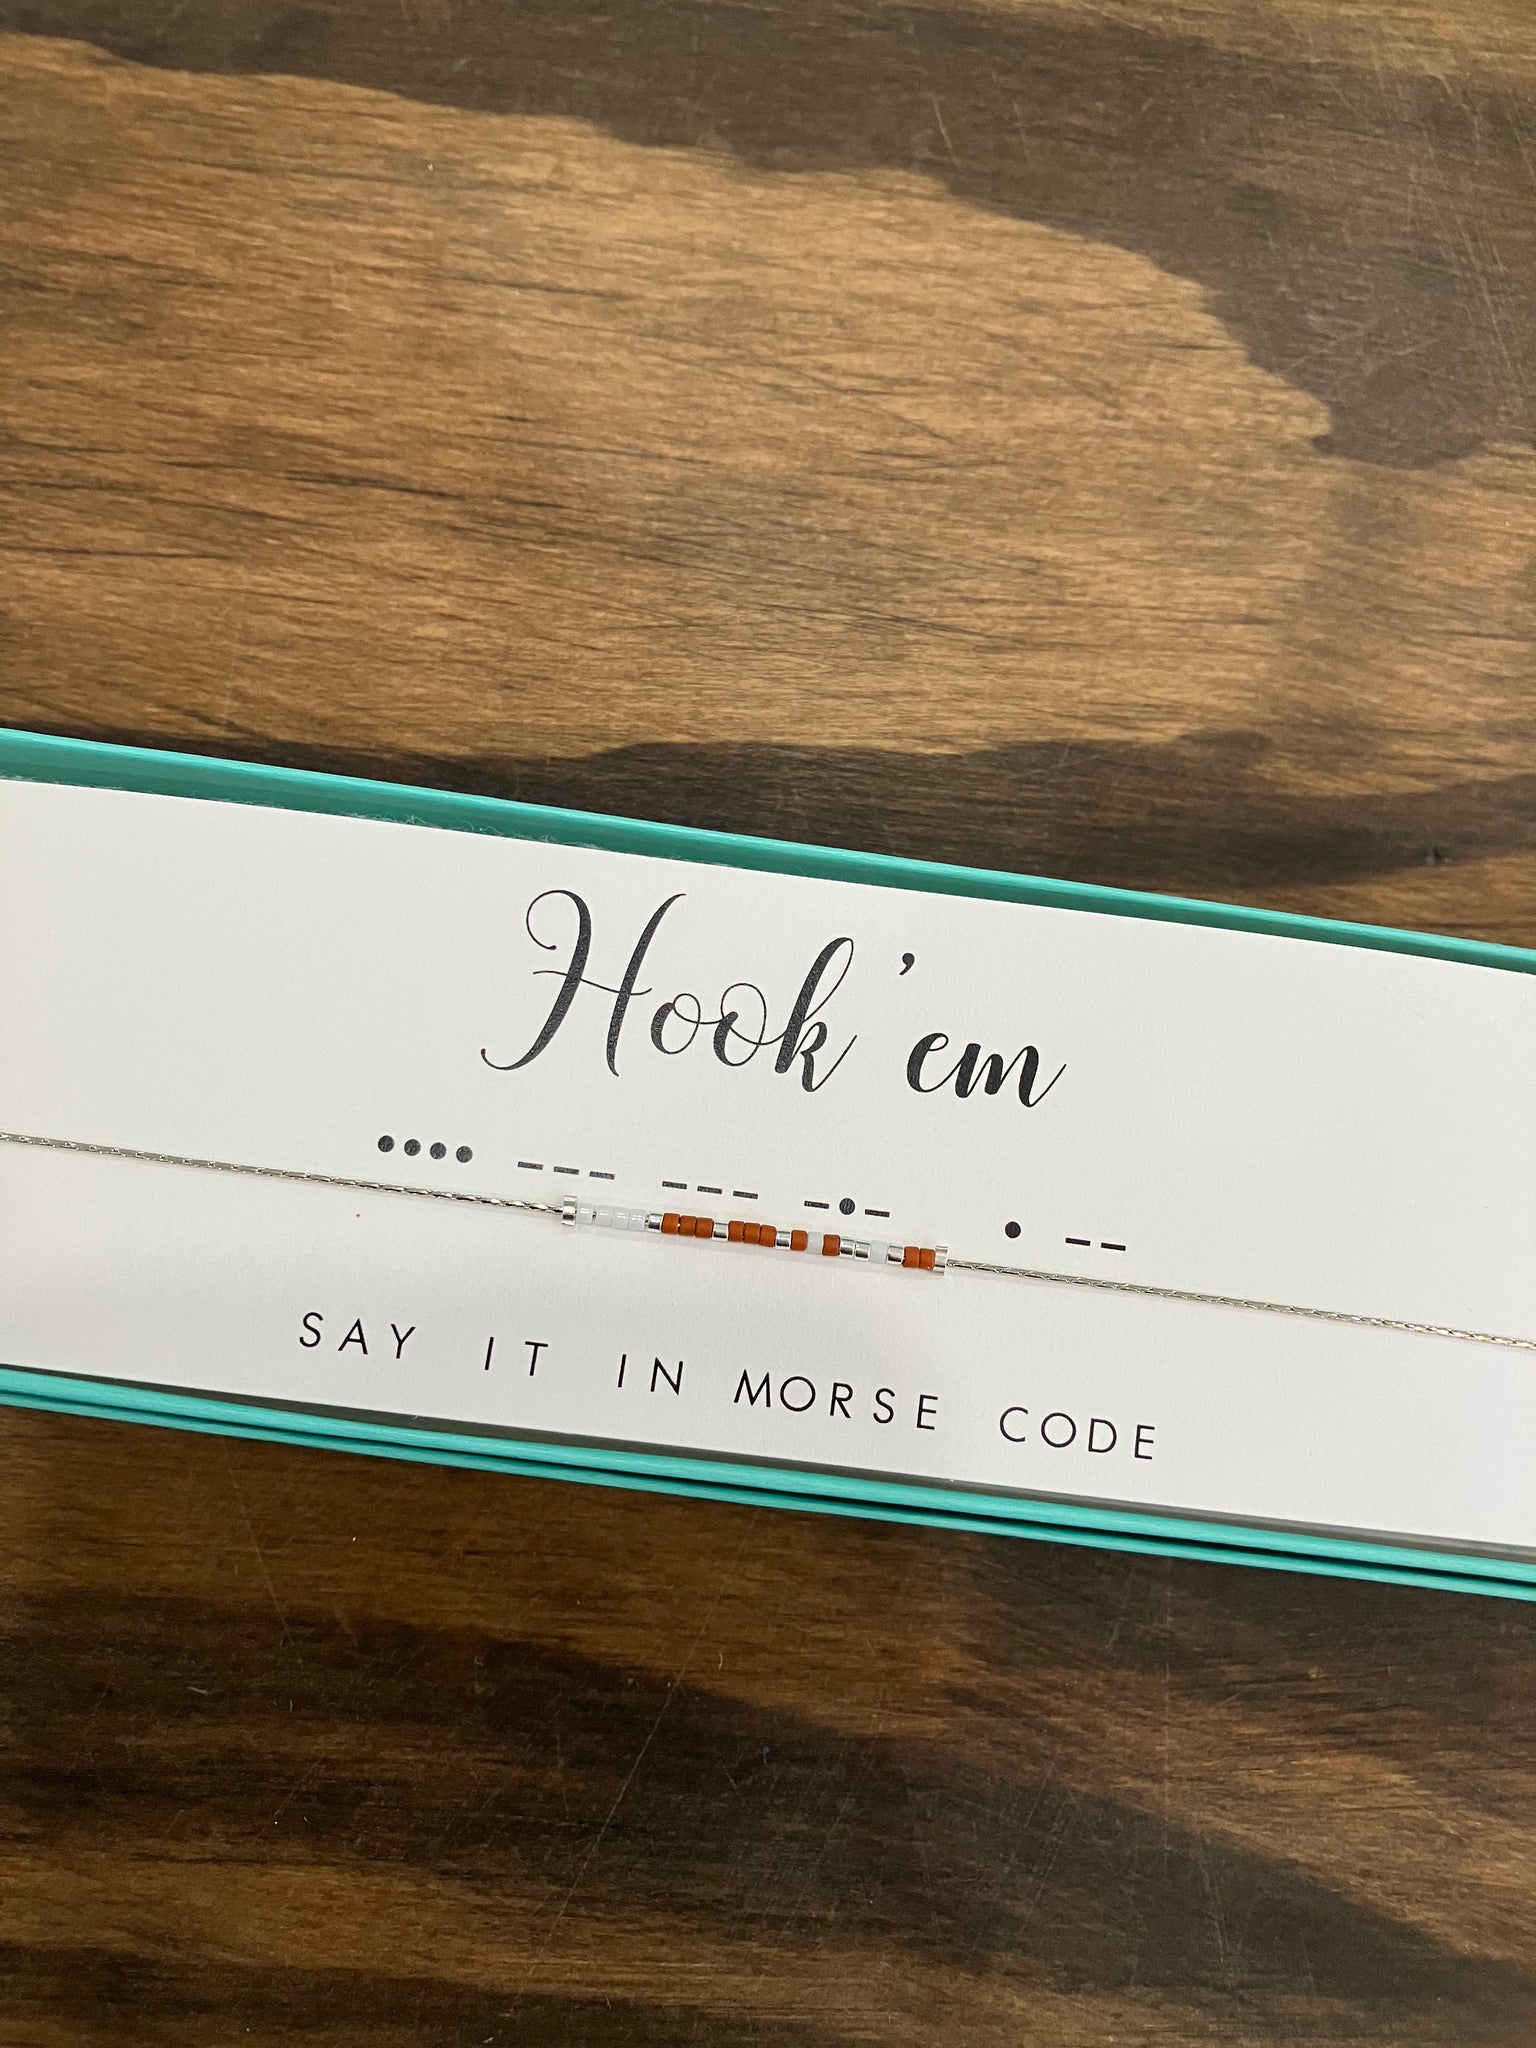 Hook 'em
•••• --- --- -•- • --
SAY IT IN MORSE CODE